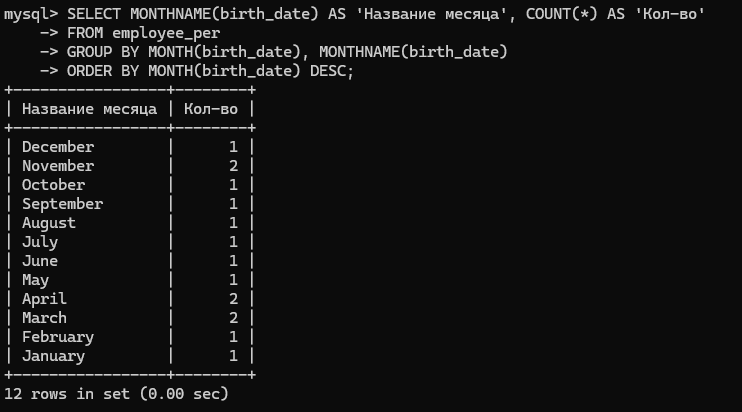 mysql> SELECT MONTHNAME(birth_date) AS 'Название месяца', COUNT(*) AS 'Кол-во'
    -> FROM employee_per
    -> GROUP BY MONTH(birth_date), MONTHNAME(birth_date)
    -> ORDER BY MONTH(birth_date) DESC;
+-----------------+--------+
| Название месяца | Кол-во |
+-----------------+--------+
| December        |      1 |
| November        |      2 |
| October         |      1 |
| September       |      1 |
| August          |      1 |
| July            |      1 |
| June            |      1 |
| May             |      1 |
| April           |      2 |
| March           |      2 |
| February        |      1 |
| January         |      1 |
+-----------------+--------+
12 rows in set (0.00 sec)